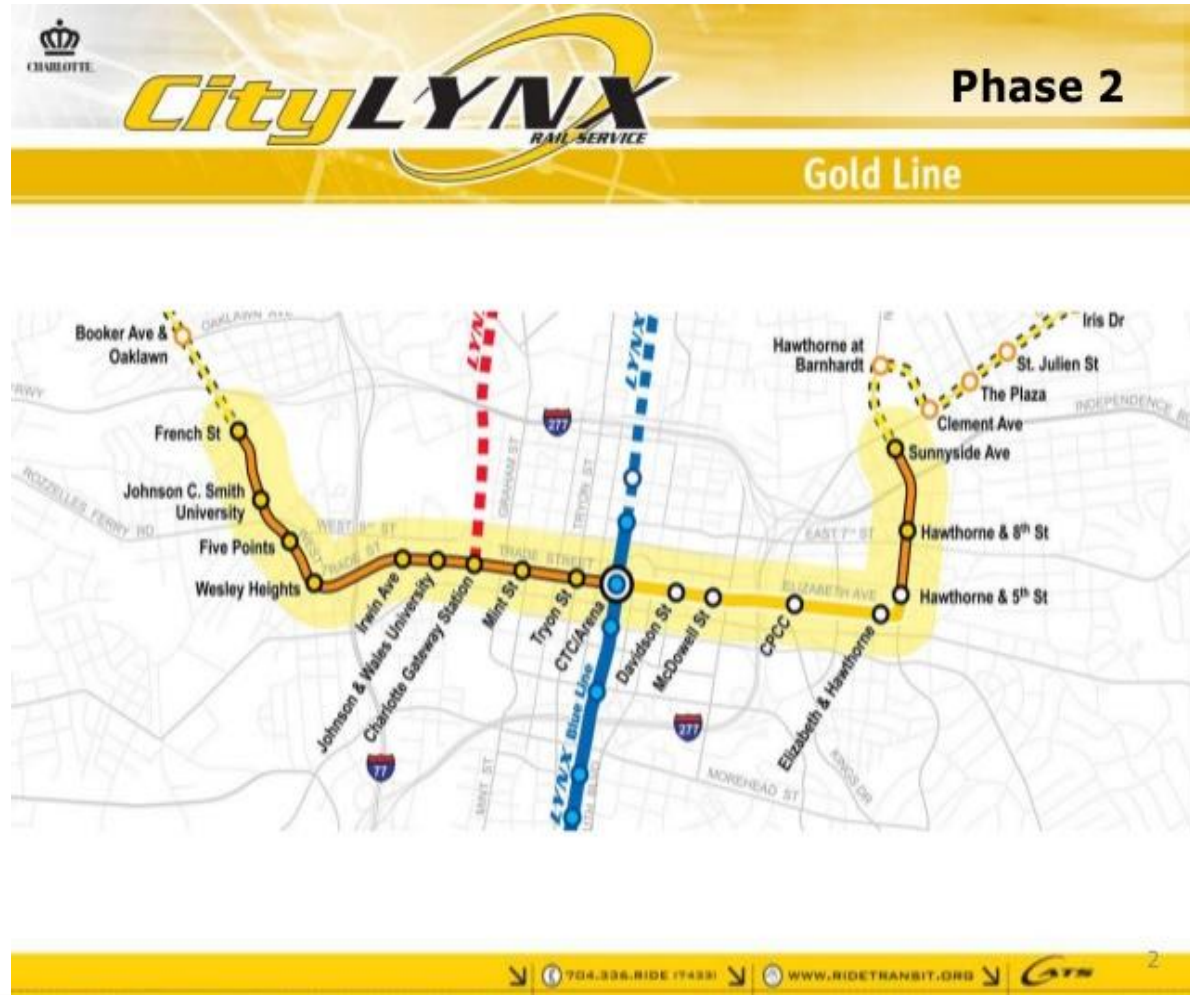 CHARLOTTE.
CityLYNX
RAIL SERVICE
Phase 2
Gold Line
Booker Ave &
Oaklawn
OAKLAWN AVE
French St
Johnson C. Smith
University
Five Points
Wesley Heights
ROZZELLES FERRY RD
RWY
WEST 5TH ST
WEST
TRADE ST
Irwin Ave
Johnson & Wales University
Charlotte Gateway Station
Mint St
Tryon St
CTC/Arena
Davidson St
McDowell St
CPCC
Elizabeth & Hawthorne
GRAHAM ST
TRYON ST
TRADE STREET
277
LYNX
LYNX
Hawthorne at
Barnhardt
Iris Dr
St. Julien St
The Plaza
Clement Ave
INDEPENDENCE BL
Sunnyside Ave
EAST 7TH ST
Hawthorne & 8th St
ELIZABETH AVE
Hawthorne & 5th St
77
MINT ST
LYNX Blue Line
277
MOREHEAD ST
KINGS DR
704.336.RIDE (7433)
WWW.RIDETRANSIT.ORG
CATS
2